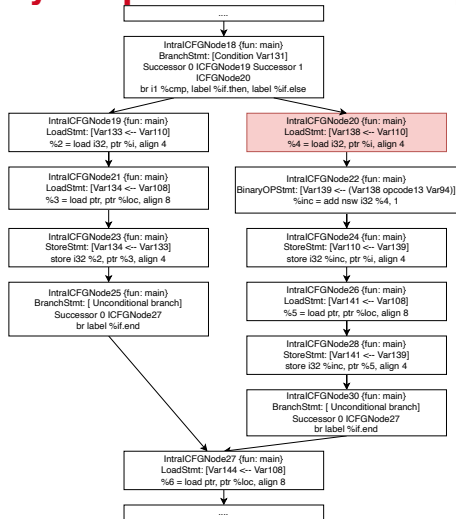 ....
IntraICFGNode18 {fun: main}
BranchStmt: [Condition Var131]
Successor 0 ICFGNode19 Successor 1
ICFGNode20
br i1 %cmp, label %if.then, label %if.else
IntraICFGNode19 {fun: main}
LoadStmt: [Var133 <-- Var110]
%2 = load i32, ptr %i, align 4
IntraICFGNode20 {fun: main}
LoadStmt: [Var138 <-- Var110]
%4 = load i32, ptr %i, align 4
IntraICFGNode21 {fun: main}
LoadStmt: [Var134 <-- Var108]
%3 = load ptr, ptr %loc, align 8
IntraICFGNode22 {fun: main}
BinaryOPStmt: [Var139 <-- (Var138 opcode13 Var94)]
%inc = add nsw i32 %4, 1
IntraICFGNode23 {fun: main}
StoreStmt: [Var134 <-- Var133]
store i32 %2, ptr %3, align 4
IntraICFGNode24 {fun: main}
StoreStmt: [Var110 <-- Var139]
store i32 %inc, ptr %i, align 4
IntraICFGNode25 {fun: main}
BranchStmt: [ Unconditional branch]
Successor 0 ICFGNode27
br label %if.end
IntraICFGNode26 {fun: main}
LoadStmt: [Var141 <-- Var108]
%5 = load ptr, ptr %loc, align 8
IntraICFGNode28 {fun: main}
StoreStmt: [Var141 <-- Var139]
store i32 %inc, ptr %5, align 4
IntraICFGNode30 {fun: main}
BranchStmt: [ Unconditional branch]
Successor 0 ICFGNode27
br label %if.end
IntraICFGNode27 {fun: main}
LoadStmt: [Var144 <-- Var108]
%6 = load ptr, ptr %loc, align 8
....